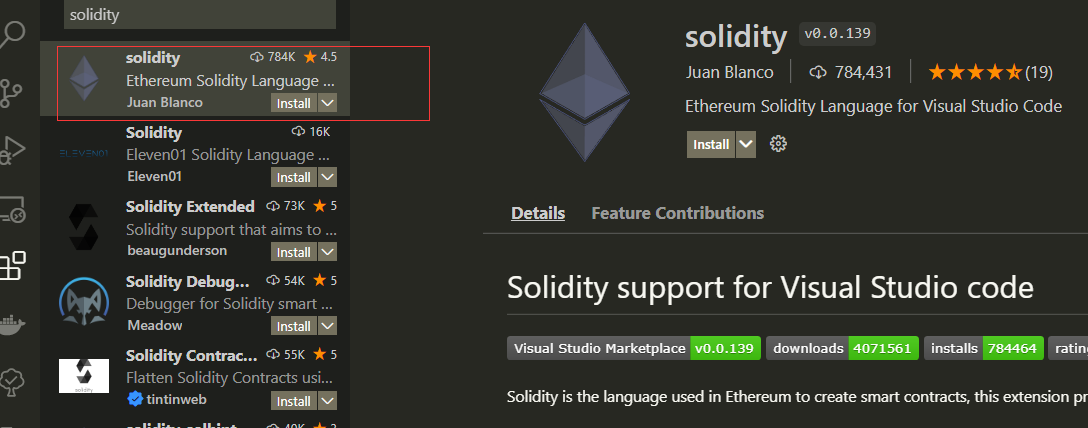 solidity
solidity 784K 4.5
Ethereum Solidity Language ...
Juan Blanco Install
Solidity 16K
ELEVEN01 Eleven01 Solidity Language ...
Eleven01 Install
Solidity Extended 73K 5
Solidity support that aims to ...
beaugunderson Install
Solidity Debug... 54K 5
Debugger for Solidity smart ...
Meadow Install
Solidity Contrac... 55K 5
Flatten Solidity Contracts usi...
solidity
tintinweb Install
solidity v0.0.139
Juan Blanco 784,431 (19)
Ethereum Solidity Language for Visual Studio Code
Install
Details Feature Contributions
Solidity support for Visual Studio code
Visual Studio Marketplace v0.0.139 downloads 4071561 installs 784464 rating
Solidity is the language used in Ethereum to create smart contracts, this extension pr